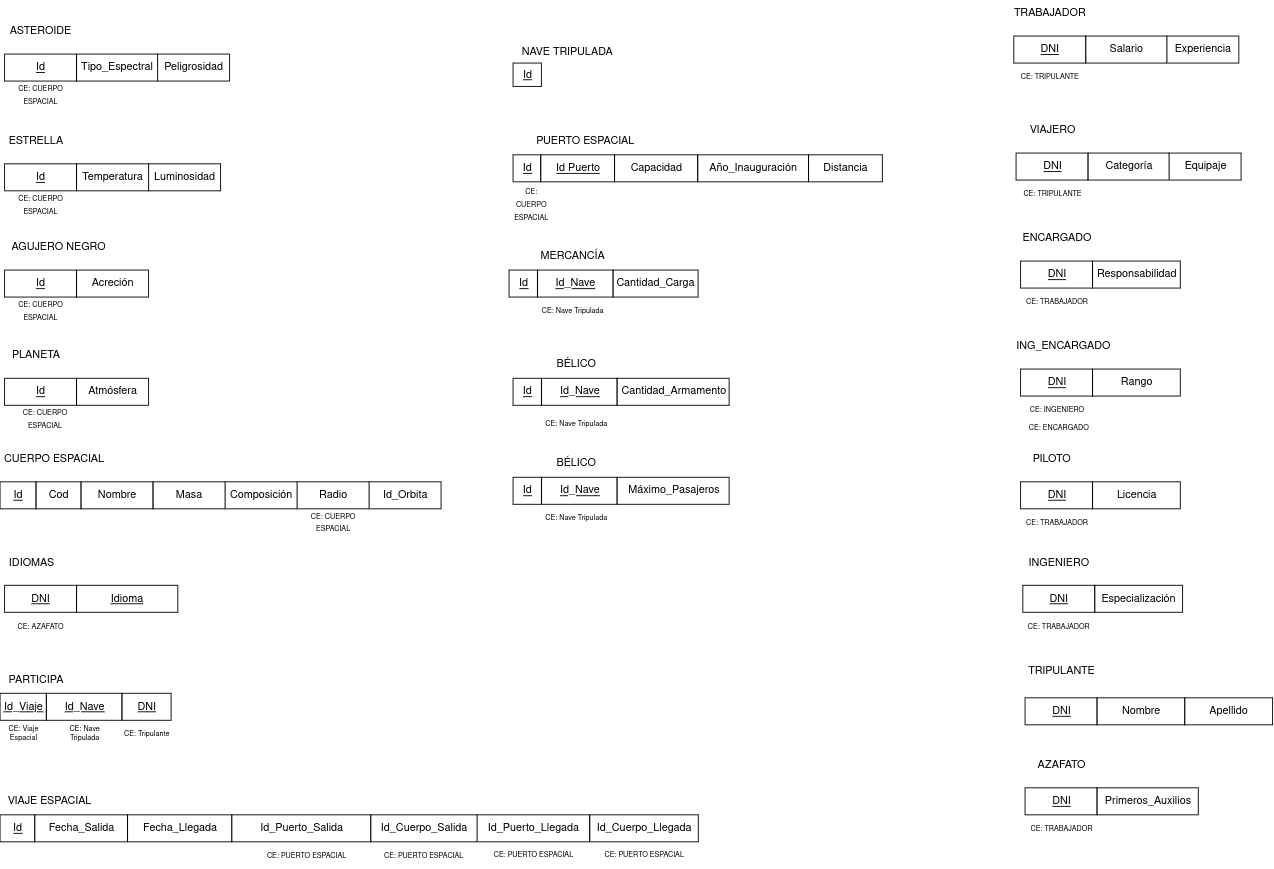 ASTEROIDE
Id Tipo_Espectral Peligrosidad
CE: CUERPO
ESPACIAL
ESTRELLA
Id Temperatura Luminosidad
CE: CUERPO
ESPACIAL
AGUJERO NEGRO
Id Acreción
CE: CUERPO
ESPACIAL
PLANETA
Id Atmósfera
CE: CUERPO
ESPACIAL
CUERPO ESPACIAL
Id Cod Nombre Masa Composición Radio Id_Orbita
CE: CUERPO
ESPACIAL
IDIOMAS
DNI Idioma
CE: AZAFATO
PARTICIPA
Id_Viaje Id_Nave DNI
CE: Viaje
Espacial
CE: Nave
Tripulada
CE: Tripulante
VIAJE ESPACIAL
Id Fecha_Salida Fecha_Llegada Id_Puerto_Salida Id_Cuerpo_Salida Id_Puerto_Llegada Id_Cuerpo_Llegada
CE: PUERTO ESPACIAL CE: PUERTO ESPACIAL CE: PUERTO ESPACIAL CE: PUERTO ESPACIAL
NAVE TRIPULADA
Id
PUERTO ESPACIAL
Id Id Puerto Capacidad Año_Inauguración Distancia
CE:
CUERPO
ESPACIAL
MERCANCÍA
Id Id_Nave Cantidad_Carga
CE: Nave Tripulada
BÉLICO
Id Id_Nave Cantidad_Armamento
CE: Nave Tripulada
BÉLICO
Id Id_Nave Máximo_Pasajeros
CE: Nave Tripulada
TRABAJADOR
DNI Salario Experiencia
CE: TRIPULANTE
VIAJERO
DNI Categoría Equipaje
CE: TRIPULANTE
ENCARGADO
DNI Responsabilidad
CE: TRABAJADOR
ING_ENCARGADO
DNI Rango
CE: INGENIERO
CE: ENCARGADO
PILOTO
DNI Licencia
CE: TRABAJADOR
INGENIERO
DNI Especialización
CE: TRABAJADOR
TRIPULANTE
DNI Nombre Apellido
AZAFATO
DNI Primeros_Auxilios
CE: TRABAJADOR